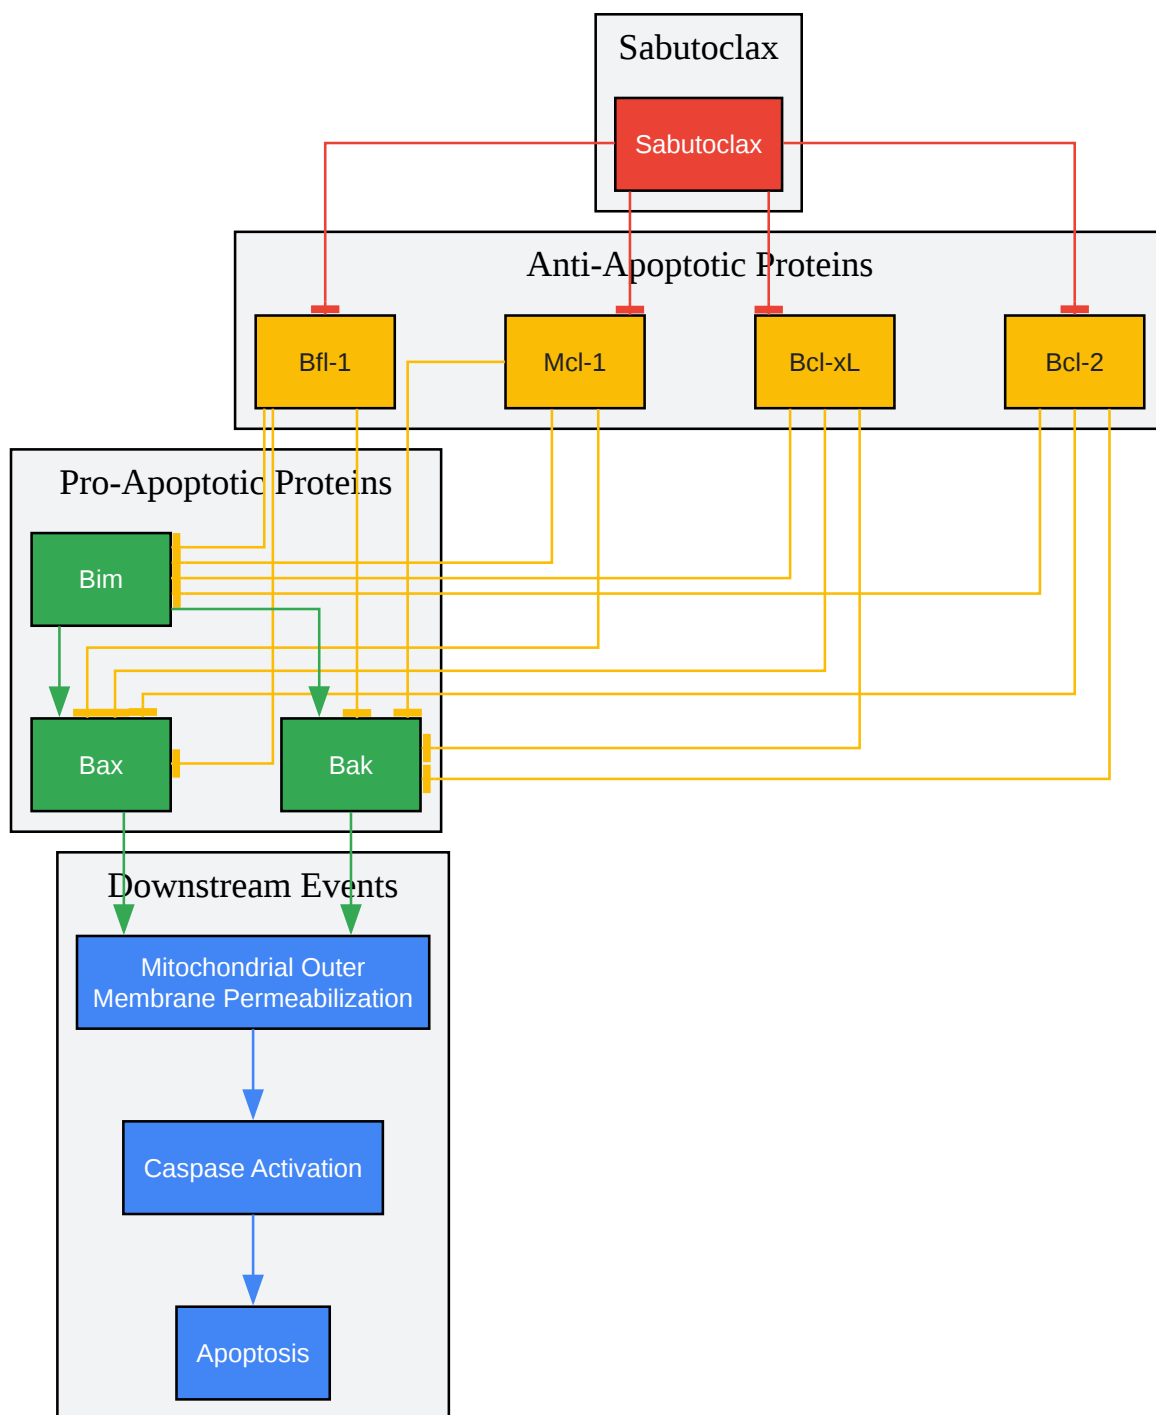 Sabutoclax
Sabutoclax
Anti-Apoptotic Proteins
Bfl-1
Mcl-1
Bcl-xL
Bcl-2
Pro-Apoptotic Proteins
Bim
Bax
Bak
Downstream Events
Mitochondrial Outer
Membrane Permeabilization
Caspase Activation
Apoptosis